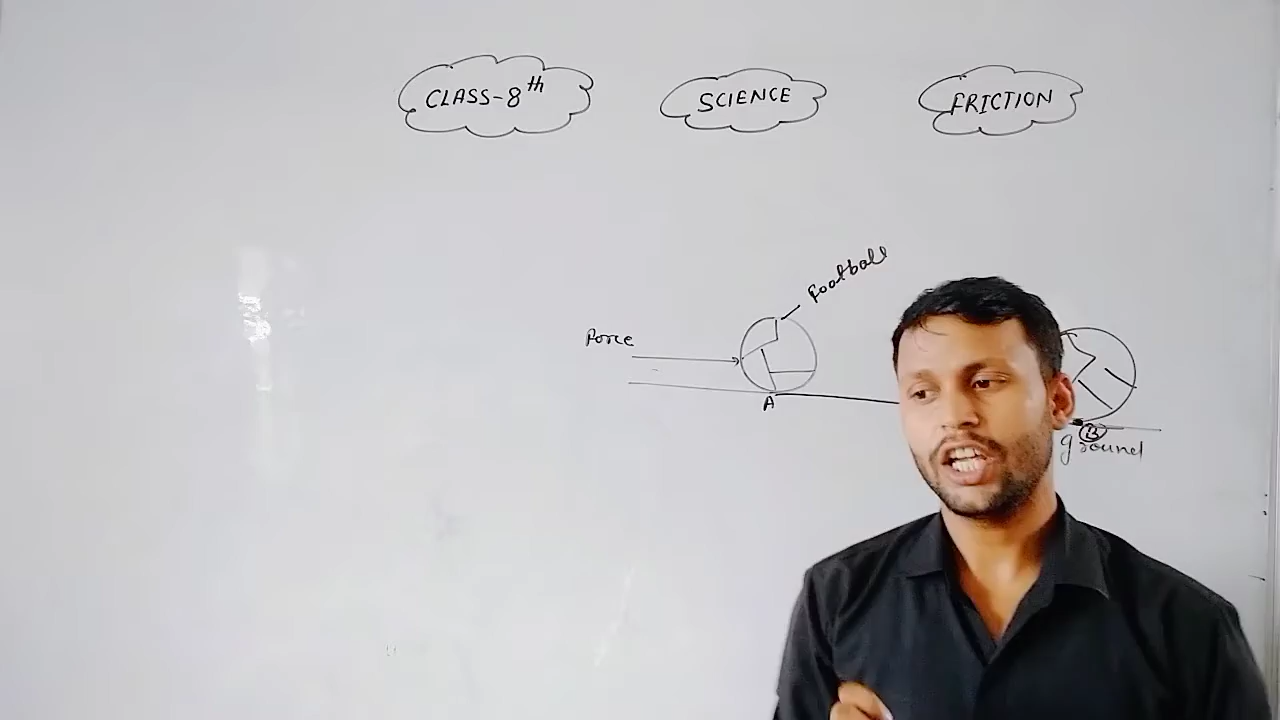 CLASS-8th
SCIENCE
FRICTION
Football
Force
A
B
ground